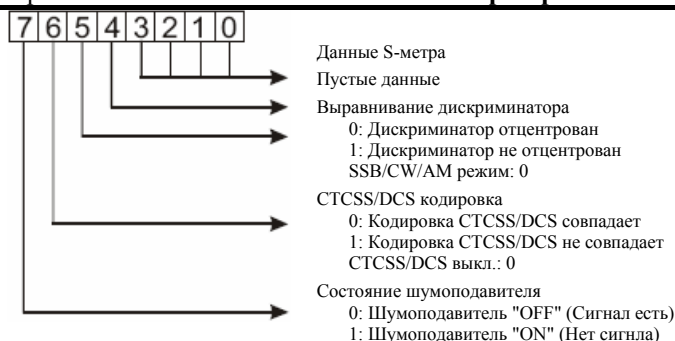 7 6 5 4 3 2 1 0
Данные S-метра
Пустые данные
Выравнивание дискриминатора
0: Дискриминатор отцентрован
1: Дискриминатор не отцентрован
SSB/CW/AM режим: 0
CTCSS/DCS кодировка
0: Кодировка CTCSS/DCS совпадает
1: Кодировка CTCSS/DCS не совпадает
CTCSS/DCS выкл.: 0
Состояние шумоподавителя
0: Шумоподавитель "OFF" (Сигнал есть)
1: Шумоподавитель "ON" (Нет сигнла)